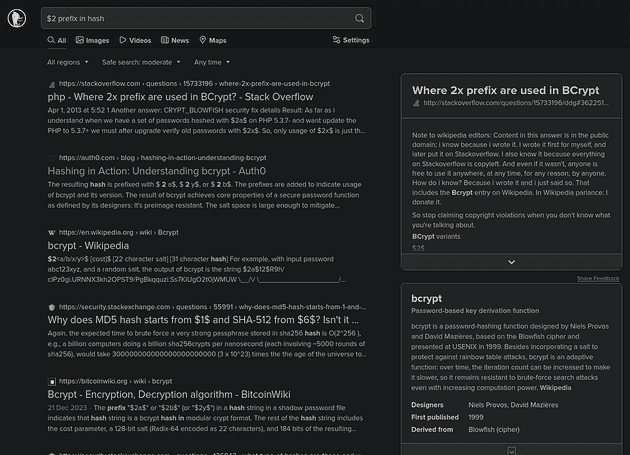 $2 prefix in hash
All
Images
Videos
News
Maps
Settings
All regions
Safe search: moderate
Any time
https://stackoverflow.com › questions › 15733196 › where-2x-prefix-are-used-in-bcrypt
php - Where 2x prefix are used in BCrypt? - Stack Overflow
Apr 1, 2013 at 5:52 1 Another answer: CRYPT_BLOWFISH security fix details Result: As far as i
understand when we have a set of passwords hashed with $2a$ on PHP 5.3.7- and want update the
PHP to 5.3.7+ we must after upgrade verify old passwords with $2x$. So, only usage of $2x$ is just th...
https://auth0.com › blog › hashing-in-action-understanding-bcrypt
Hashing in Action: Understanding bcrypt - Auth0
The resulting hash is prefixed with $ 2 a$, $ 2 y$, or $ 2 b$. The prefixes are added to indicate usage
of bcrypt and its version. The result of bcrypt achieves core properties of a secure password function
as defined by its designers: It's preimage resistant. The salt space is large enough to mitigate...
https://en.wikipedia.org › wiki › Bcrypt
bcrypt - Wikipedia
$2<a/b/x/y>$ [cost]$ [22 character salt] [31 character hash] For example, with input password
abc123xyz, and a random salt, the output of bcrypt is the string $2a$12$R9h/
https://security.stackexchange.com › questions › 55991 › why-does-md5-hash-starts-from-1-and-...
Why does MD5 hash starts from $1$ and SHA-512 from $6$? Isn't it ...
Again, the expected time to brute force a very strong passphrase stored in sha256 hash is O(2^256 ),
e.g., a billion computers doing a billion sha256crypts per nanosecond (each involving ~5000 rounds of
sha256), would take 3000000000000000000000 (3 x 10^23) times the the age of the universe to...
https://bitcoinwiki.org › wiki › bcrypt
Bcrypt - Encryption, Decryption algorithm - BitcoinWiki
21 Dec 2023 · The prefix "$2a$" or "$2b$" (or "$2y$") in a hash string in a shadow password file
indicates that hash string is a bcrypt hash in modular crypt format. The rest of the hash string includes
the cost parameter, a 128-bit salt (Radix-64 encoded as 22 characters), and 184 bits of the resulting...
Where 2x prefix are used in BCrypt
http://stackoverflow.com/questions/15733196/ddg#362251...
Note to wikipedia editors: Content in this answer is in the public
domain; i know because i wrote it. I wrote it first for myself, and
later put it on Stackoverflow. I also know it because everything
on Stackoverflow is copyleft. And even if it wasn't, anyone is
free to use it anywhere, at any time, for any reason, by anyone.
How do i know? Because i wrote it and i just said so. That
includes the Bcrypt entry on Wikipedia. In Wikipedia parlance: I
donate it.
So stop claiming copyright violations when you don't know what
you're talking about.
BCrypt variants
$2$
Share Feedback
bcrypt
Password-based key derivation function
bcrypt is a password-hashing function designed by Niels Provos
and David Mazières, based on the Blowfish cipher and
presented at USENIX in 1999. Besides incorporating a salt to
protect against rainbow table attacks, bcrypt is an adaptive
function: over time, the iteration count can be increased to make
it slower, so it remains resistant to brute-force search attacks
even with increasing computation power. Wikipedia
Designers Niels Provos, David Mazières
First published 1999
Derived from Blowfish (cipher)